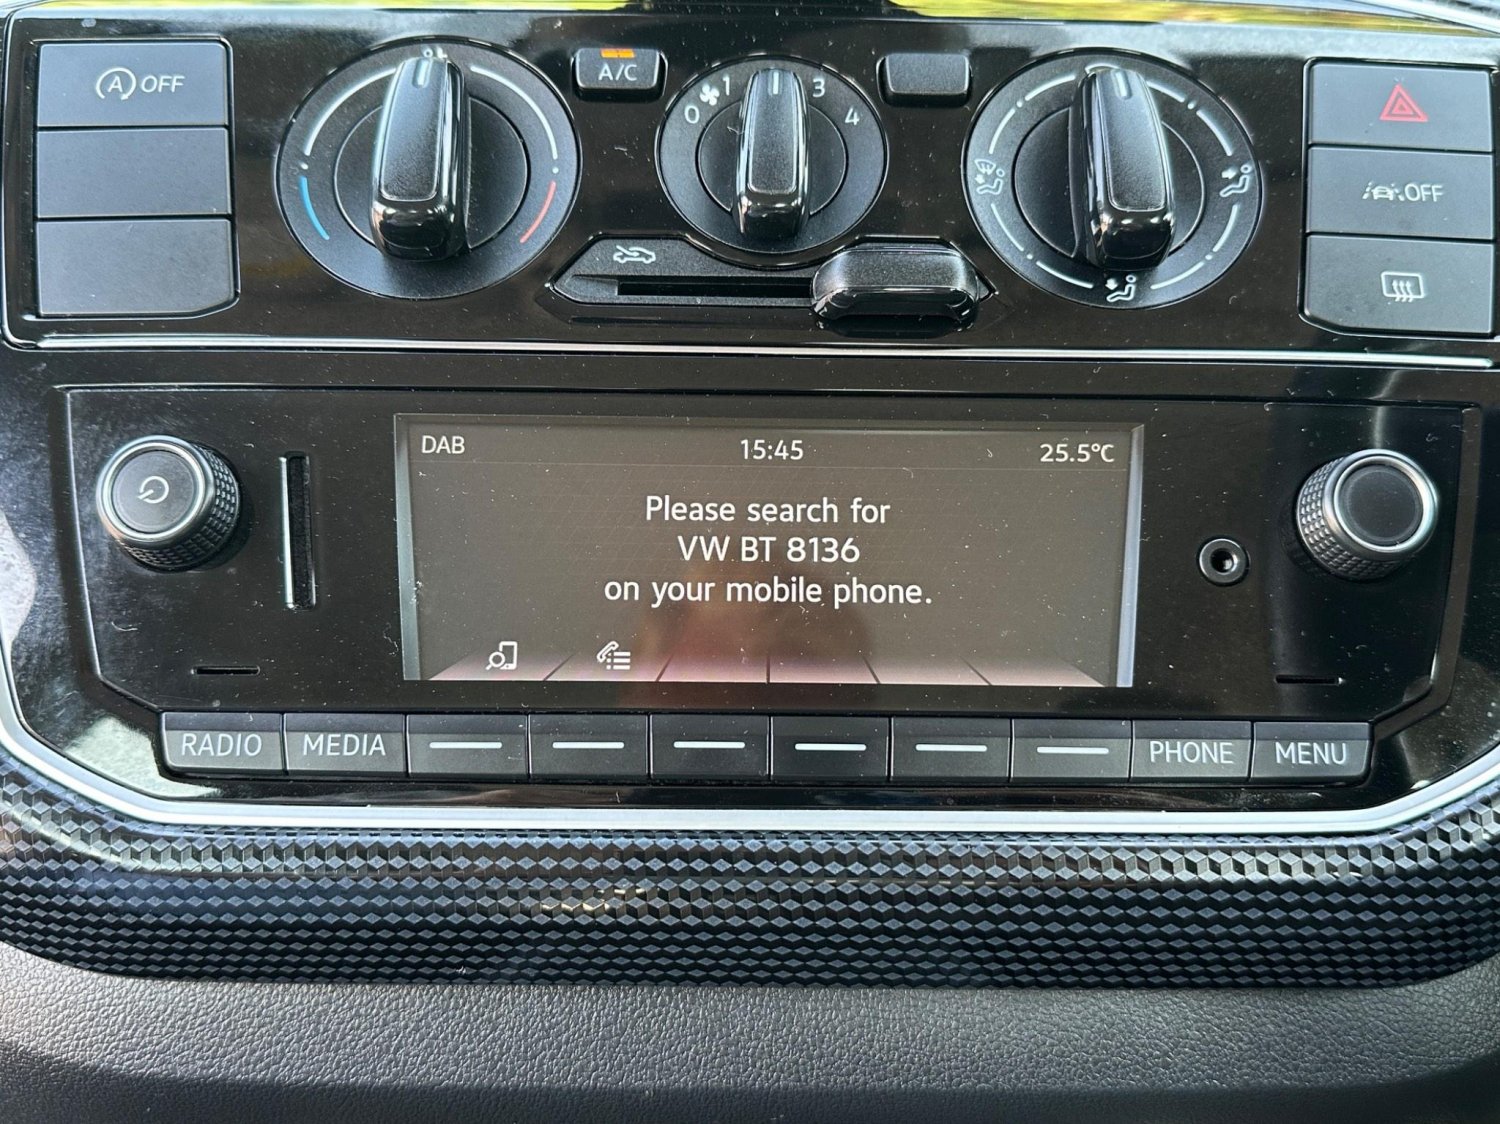 A OFF
A/C
0 1 3 4
OFF
DAB 15:45 25.5°C
Please search for
VW BT 8136
on your mobile phone.
RADIO MEDIA PHONE MENU